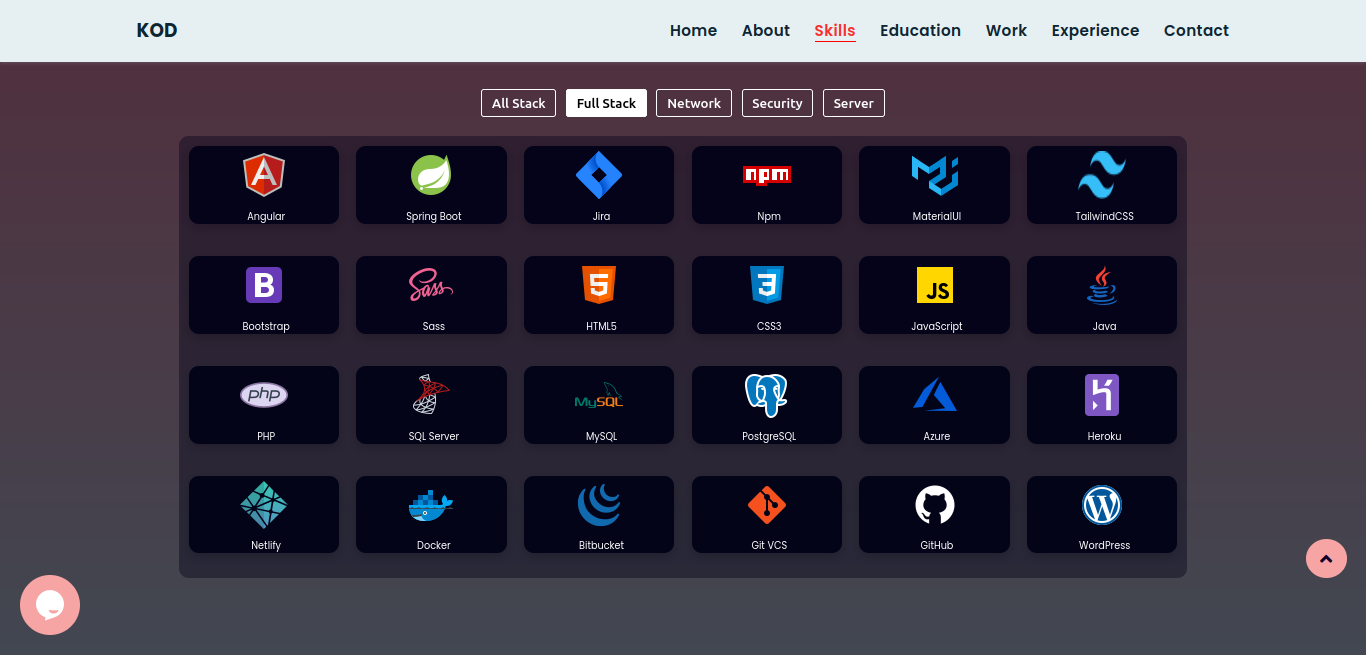 KOD Home About Skills Education Work Experience Contact
All Stack Full Stack Network Security Server
A npm
Angular Spring Boot Jira Npm MaterialUI TailwindCSS
B Sass 5 3 JS
Bootstrap Sass HTML5 CSS3 JavaScript Java
php MySQL
PHP SQL Server MySQL PostgreSQL Azure Heroku
W
Netlify Docker Bitbucket Git VCS GitHub WordPress